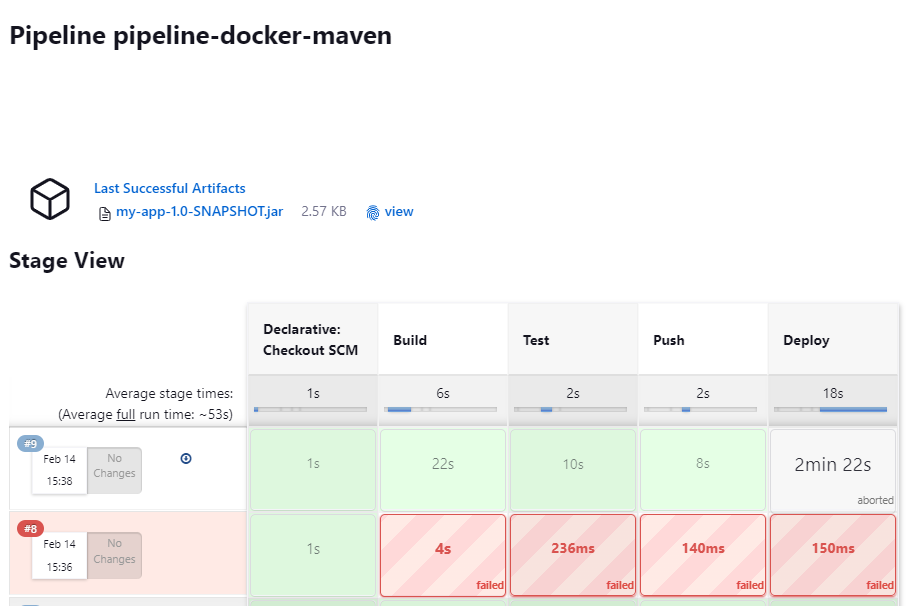 Pipeline pipeline-docker-maven
Last Successful Artifacts
my-app-1.0-SNAPSHOT.jar 2.57 KB view
Stage View
Declarative: Checkout SCM
Build
Test
Push
Deploy
Average stage times:
(Average full run time: ~53s)
1s
6s
2s
2s
18s
#9
Feb 14
15:38
No
Changes
1s
22s
10s
8s
2min 22s
aborted
#8
Feb 14
15:36
No
Changes
1s
4s
failed
236ms
failed
140ms
failed
150ms
failed